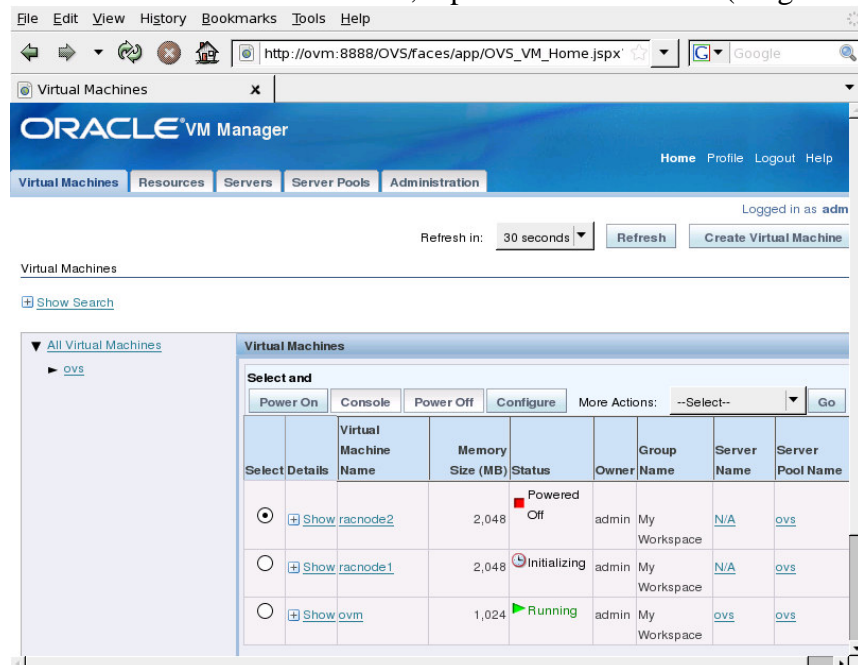 File Edit View History Bookmarks Tools Help
http://ovm:8888/OVS/faces/app/OVS_VM_Home.jspx
G Google
Virtual Machines x
ORACLE VM Manager
Home Profile Logout Help
Virtual Machines Resources Servers Server Pools Administration
Logged in as adm
Refresh in: 30 seconds Refresh Create Virtual Machine
Virtual Machines
Show Search
All Virtual Machines
ovs
Virtual Machines
Select and
Power On Console Power Off Configure More Actions: --Select-- Go
Select Details Virtual Machine Name Memory Size (MB) Status Owner Group Name Server Name Server Pool Name
Show racnode2 2,048 Powered Off admin My Workspace N/A ovs
Show racnode1 2,048 Initializing admin My Workspace N/A ovs
Show ovm 1,024 Running admin My Workspace ovs ovs